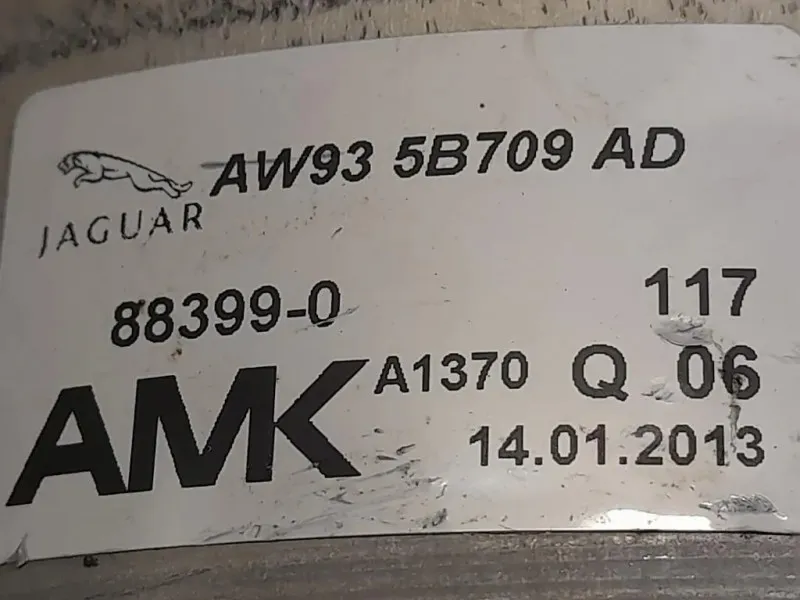 AW93 5B709 AD
JAGUAR
88399-0 117
AMK A1370 Q 06
14.01.2013